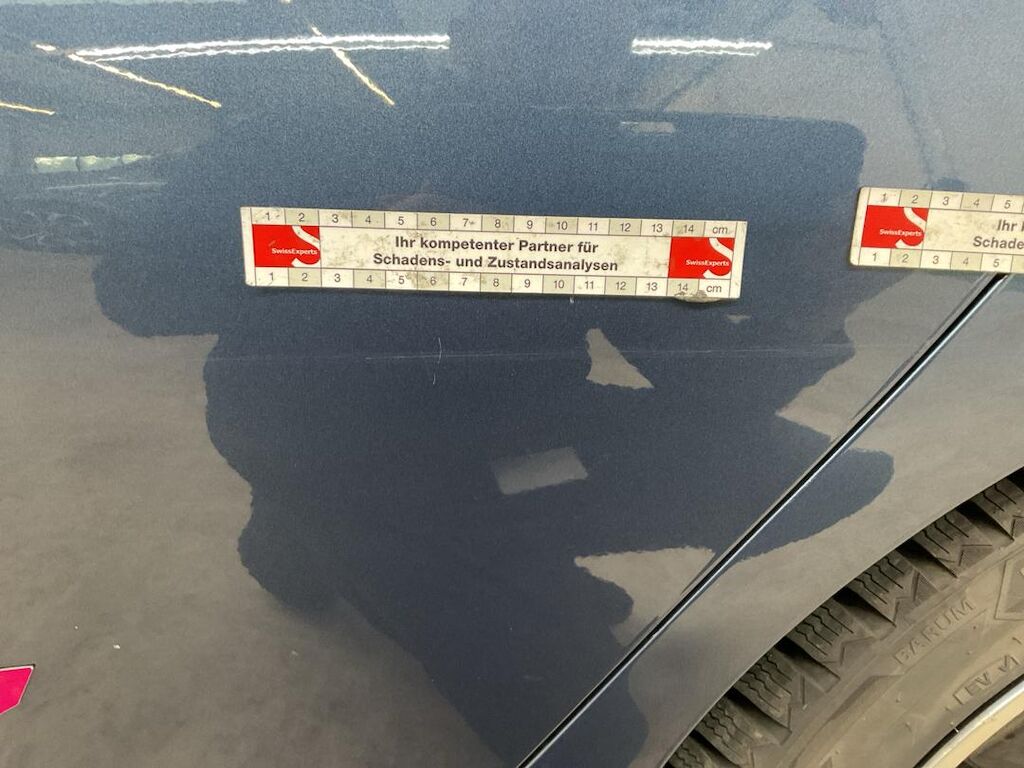 1 2 3 4 5 6 7 8 9 10 11 12 13 14 cm
SwissExperts
Ihr kompetenter Partner für
Schadens- und Zustandsanalysen
SwissExperts
1 2 3 4 5 6 7 8 9 10 11 12 13 14 cm
1 2 3 4 5
SwissExperts
Ihr
Schade
1 2 3 4 5
BARUM